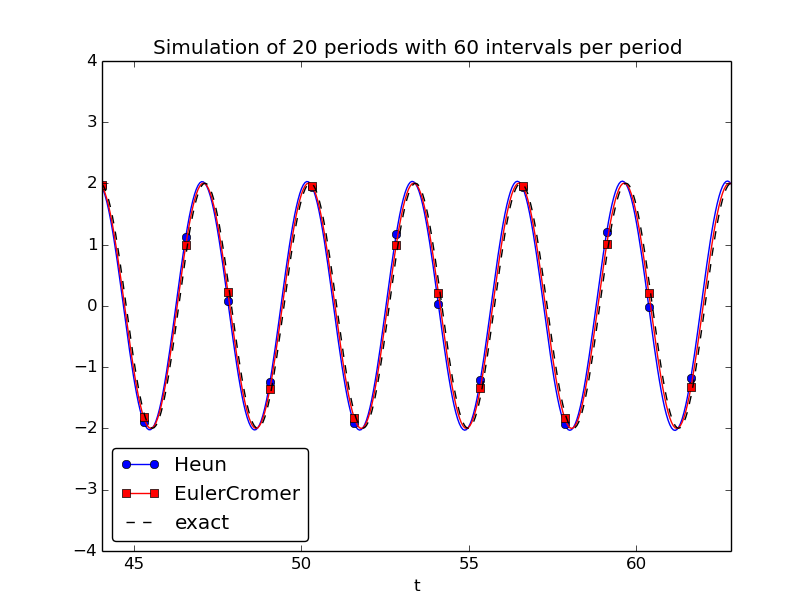 Simulation of 20 periods with 60 intervals per period
4
3
2
1
0
−1
−2
−3
−4
Heun
EulerCromer
exact
45 50 55 60
t